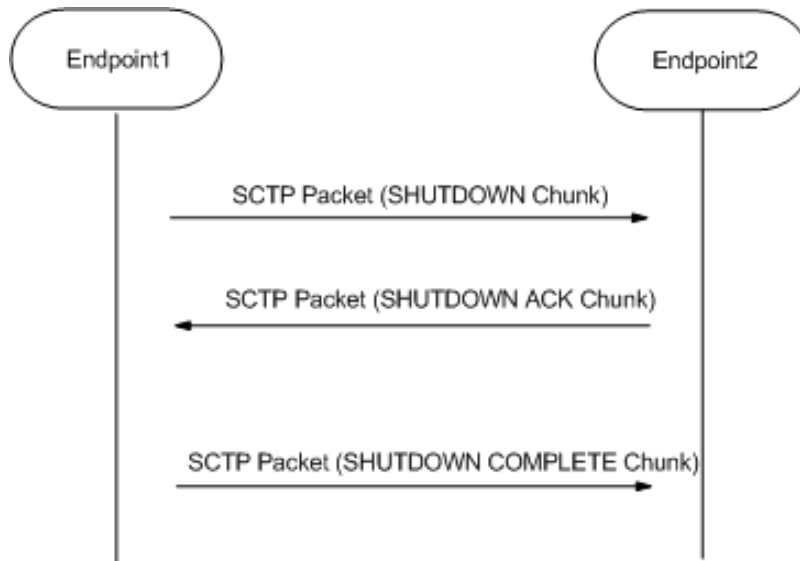 Endpoint1
Endpoint2
SCTP Packet (SHUTDOWN Chunk)
SCTP Packet (SHUTDOWN ACK Chunk)
SCTP Packet (SHUTDOWN COMPLETE Chunk)